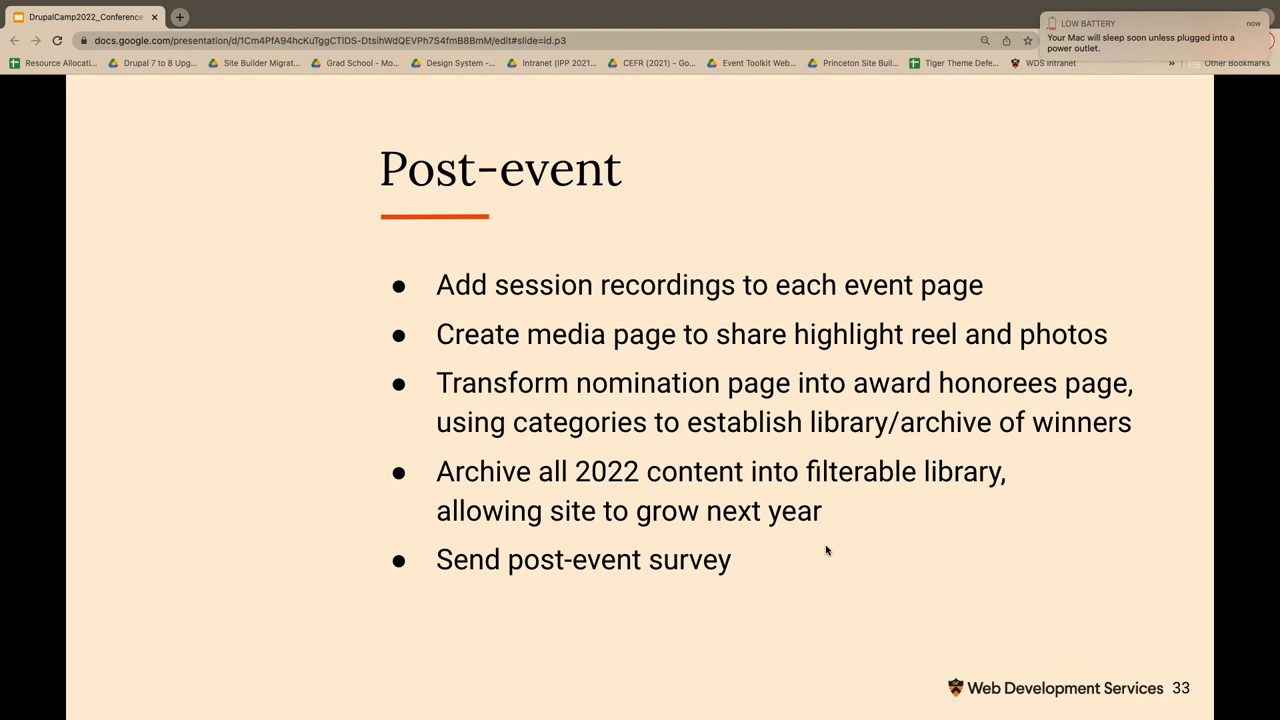 DrupalCamp2022_Conference
LOW BATTERY
now
Your Mac will sleep soon unless plugged into a
power outlet.
docs.google.com/presentation/d/1Cm4PfA94hcKuTggCTlDS-DtsihWdQEVPh7S4fmB8BmM/edit#slide=id.p3
Resource Allocati...
Drupal 7 to 8 Upg...
Site Builder Migrat...
Grad School – Mo...
Design System -...
Intranet (IPP 2021...
CEFR (2021) - Go...
Event Toolkit Web...
Princeton Site Buil...
Tiger Theme Defe...
WDS Intranet
»
Other Bookmarks
Post-event
● Add session recordings to each event page
● Create media page to share highlight reel and photos
● Transform nomination page into award honorees page,
using categories to establish library/archive of winners
● Archive all 2022 content into filterable library,
allowing site to grow next year
● Send post-event survey
Web Development Services 33